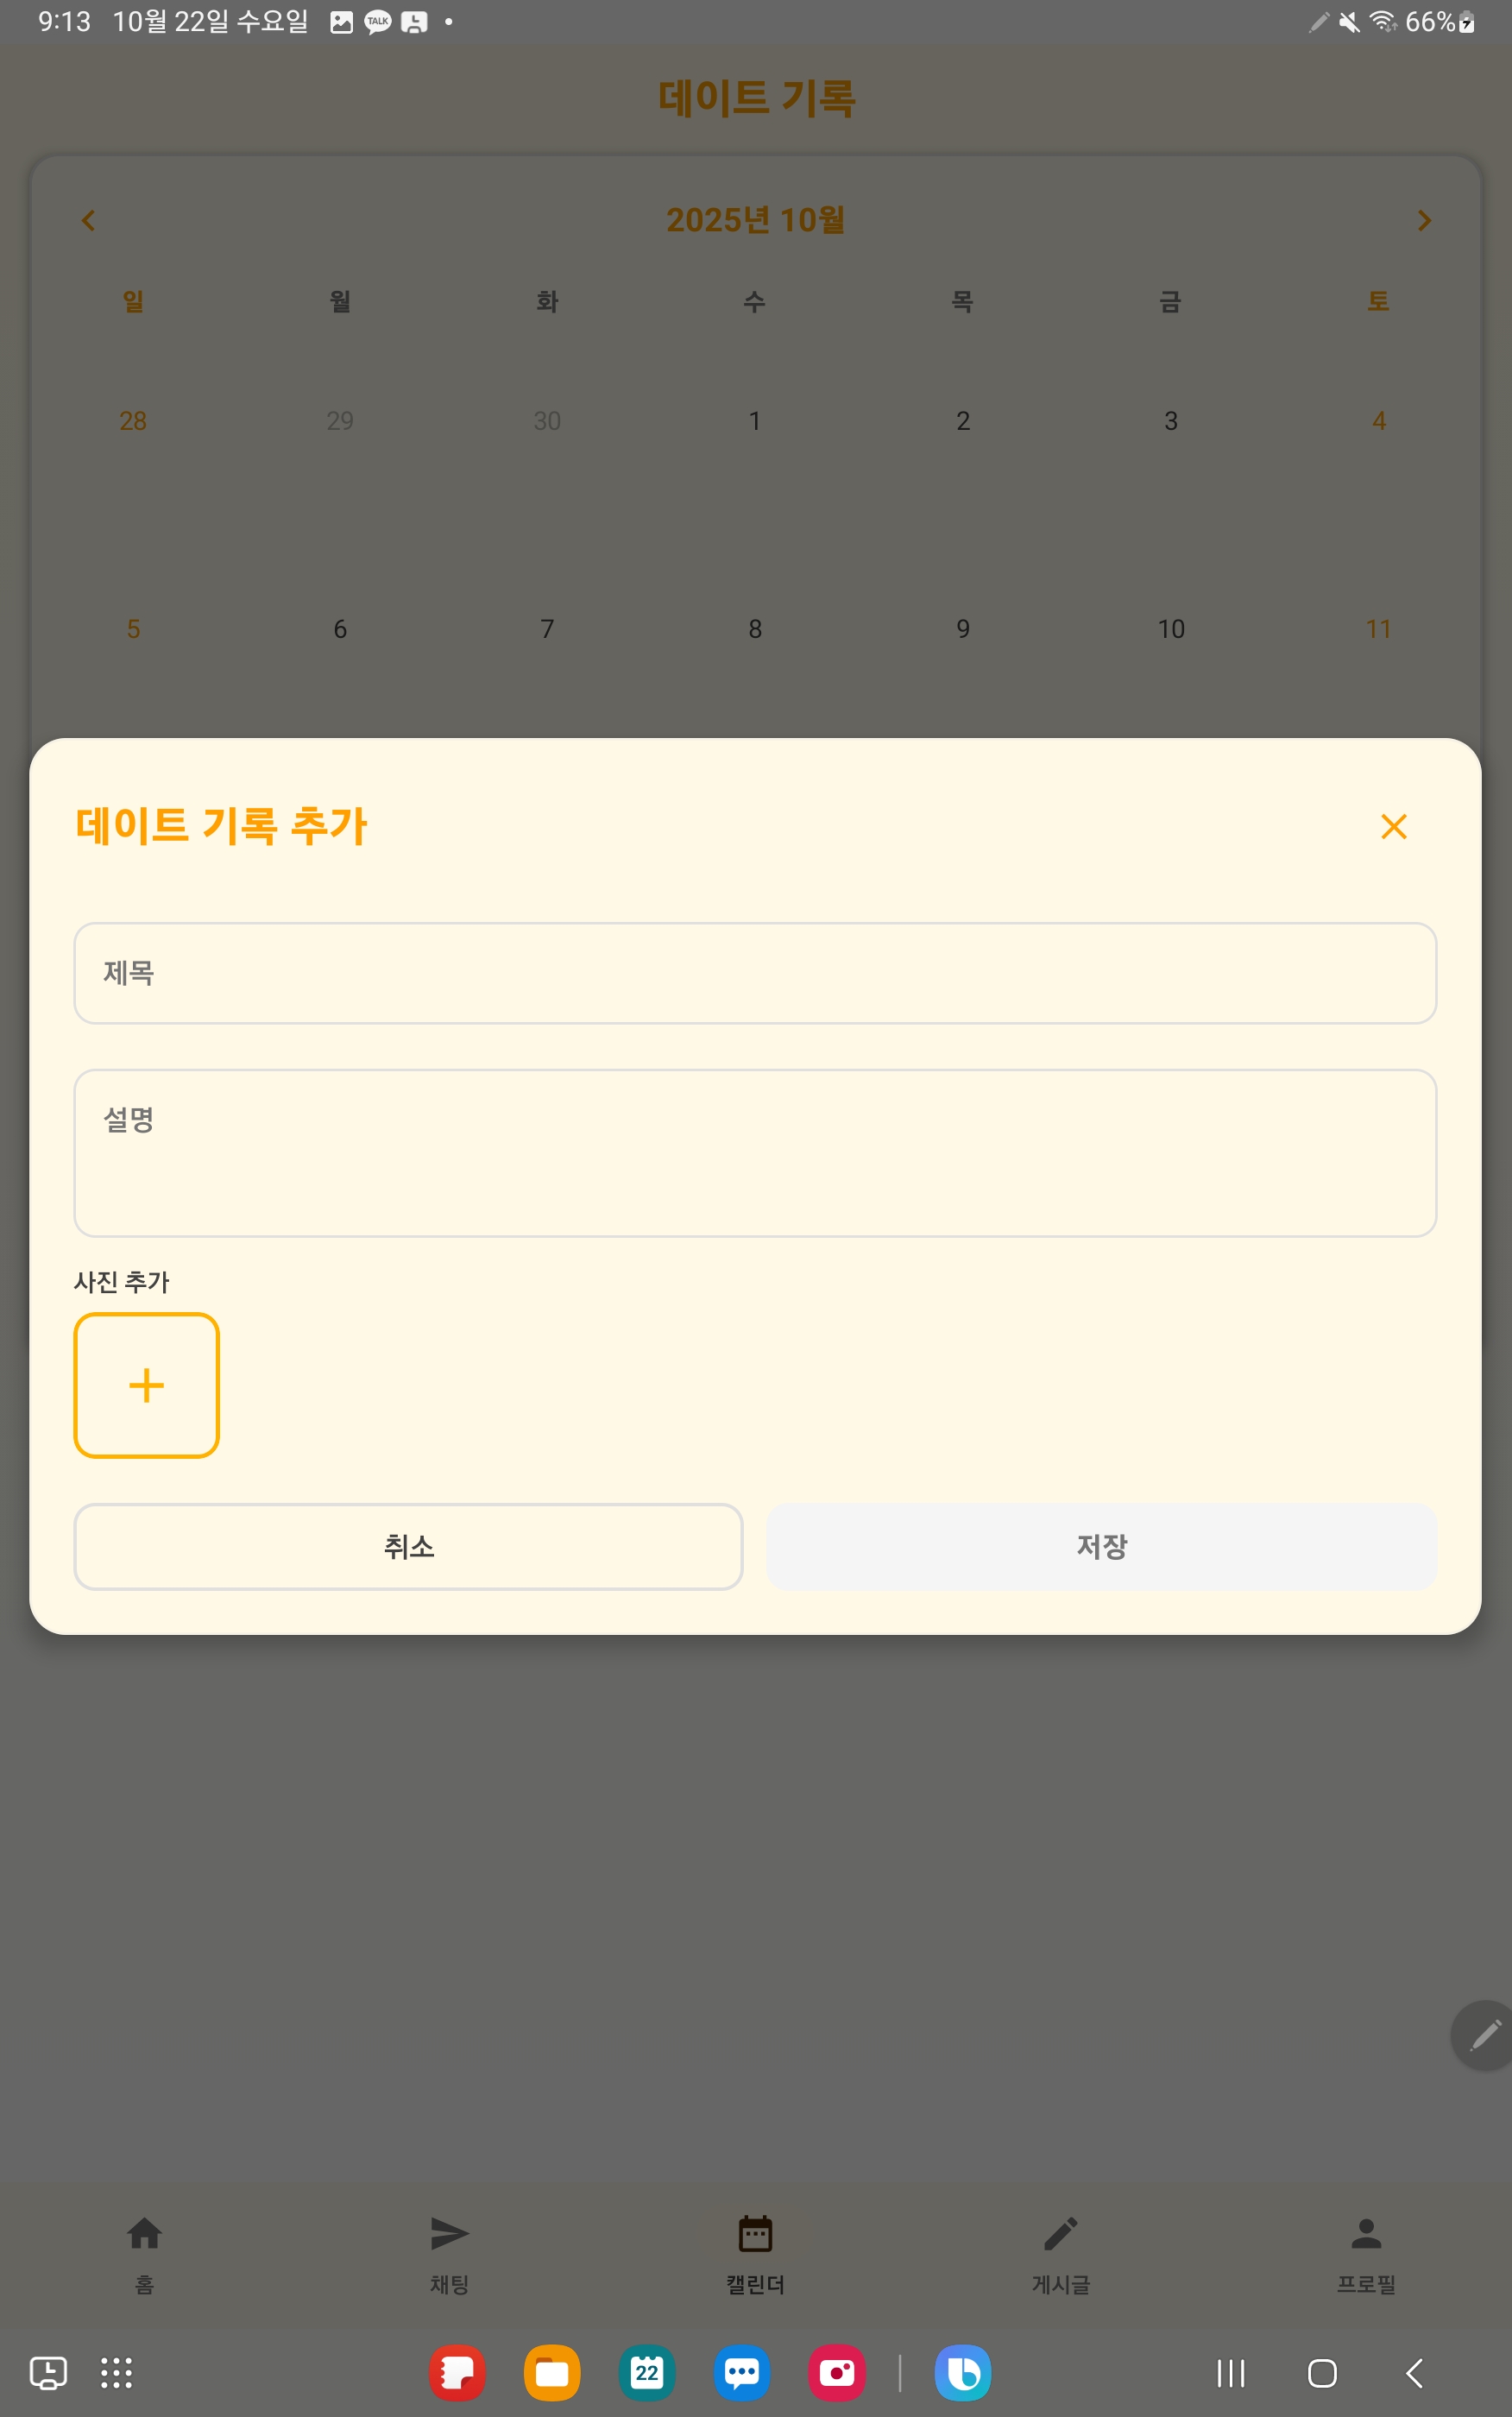 9:13 10월 22일 수요일 TALK 66%
데이트 기록
2025년 10월
일 월 화 수 목 금 토
28 29 30 1 2 3 4
5 6 7 8 9 10 11
데이트 기록 추가
제목
설명
사진 추가
취소 저장
홈 채팅 캘린더 게시글 프로필
22